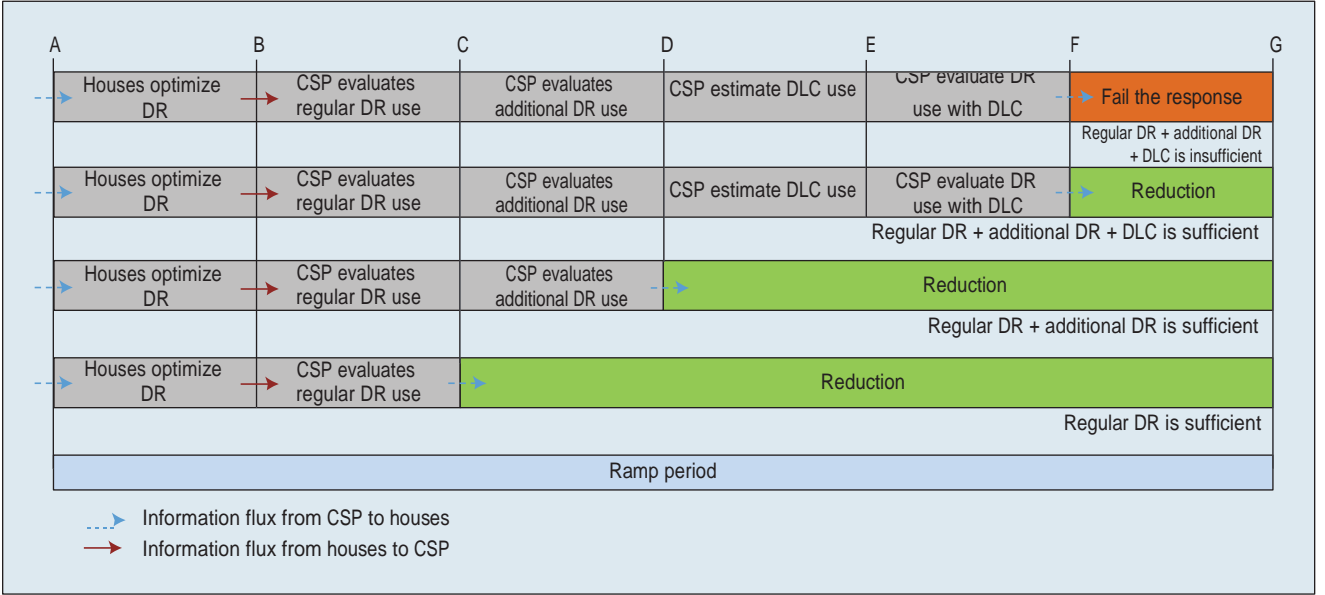 A B C D E F G
Houses optimize
DR
CSP evaluates
regular DR use
CSP evaluates
additional DR use
CSP estimate DLC use
CSP evaluate DR
use with DLC
Fail the response
Regular DR + additional DR
+ DLC is insufficient
Houses optimize
DR
CSP evaluates
regular DR use
CSP evaluates
additional DR use
CSP estimate DLC use
CSP evaluate DR
use with DLC
Reduction
Regular DR + additional DR + DLC is sufficient
Houses optimize
DR
CSP evaluates
regular DR use
CSP evaluates
additional DR use
Reduction
Regular DR + additional DR is sufficient
Houses optimize
DR
CSP evaluates
regular DR use
Reduction
Regular DR is sufficient
Ramp period
Information flux from CSP to houses
Information flux from houses to CSP